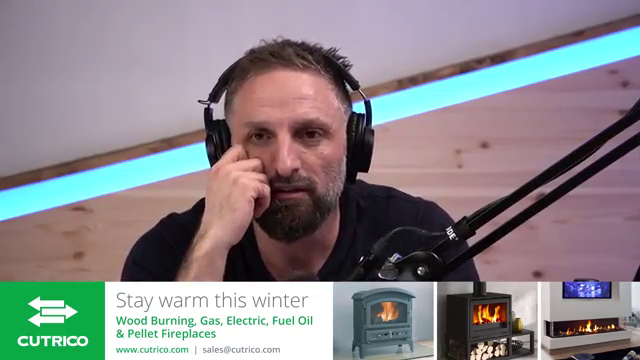 IDE°
Stay warm this winter
Wood Burning, Gas, Electric, Fuel Oil
& Pellet Fireplaces
CUTRICO
www.cutrico.com | sales@cutrico.com